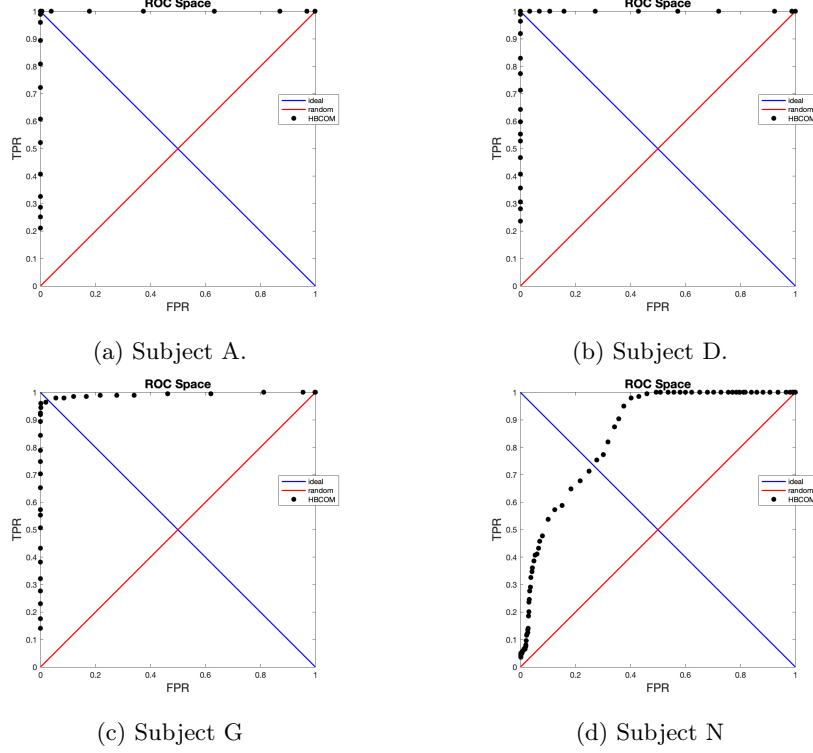 ROC Space
1
0.9
0.8
0.7
0.6
0.5
0.4
0.3
0.2
0.1
0
TPR
ideal
random
HBCOM
0 0.2 0.4 0.6 0.8 1
FPR
(a) Subject A.
ROC Space
1
0.9
0.8
0.7
0.6
0.5
0.4
0.3
0.2
0.1
0
TPR
ideal
random
HBCOM
0 0.2 0.4 0.6 0.8 1
FPR
(b) Subject D.
ROC Space
1
0.9
0.8
0.7
0.6
0.5
0.4
0.3
0.2
0.1
0
TPR
ideal
random
HBCOM
0 0.2 0.4 0.6 0.8 1
FPR
(c) Subject G
ROC Space
1
0.9
0.8
0.7
0.6
0.5
0.4
0.3
0.2
0.1
0
TPR
ideal
random
HBCOM
0 0.2 0.4 0.6 0.8 1
FPR
(d) Subject N